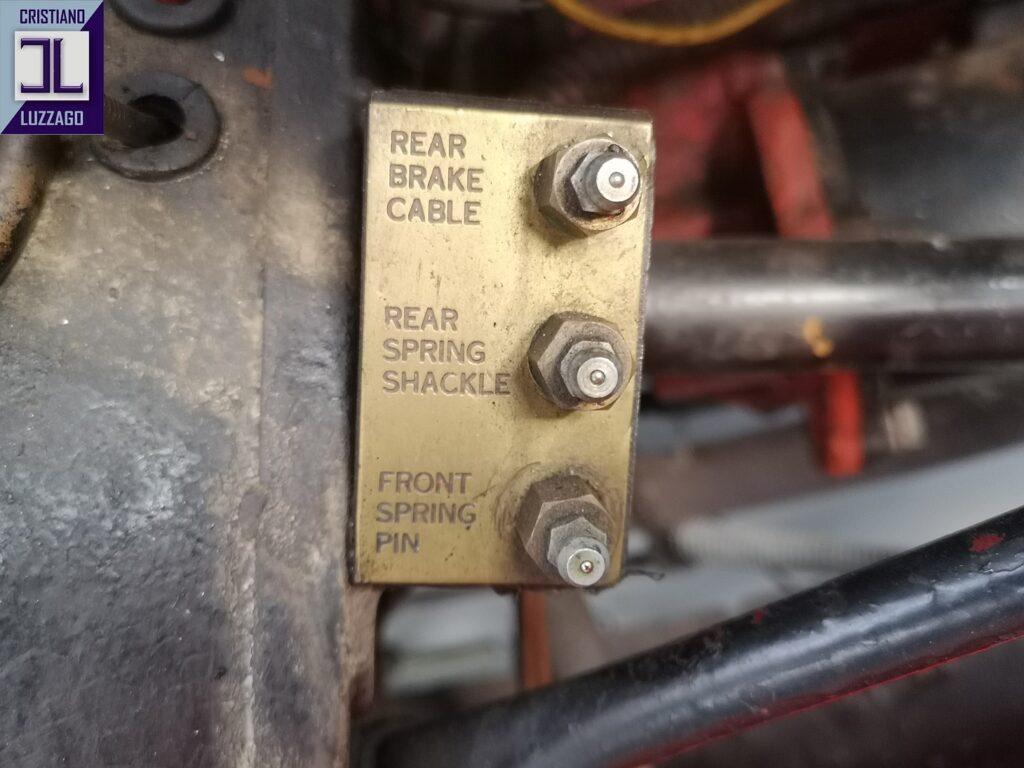 CRISTIANO
LUZZAGO
REAR
BRAKE
CABLE
REAR
SPRING
SHACKLE
FRONT
SPRING
PIN